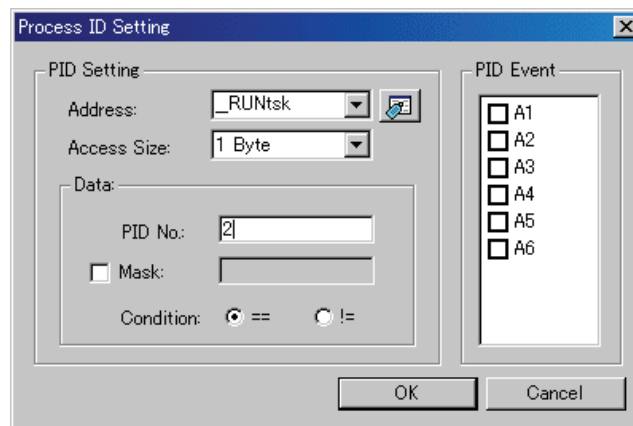 Process ID Setting
PID Setting
Address:
_RUNtsk
Access Size:
1 Byte
Data:
PID No.:
2
Mask:
Condition:
==
!=
PID Event
A1
A2
A3
A4
A5
A6
OK
Cancel